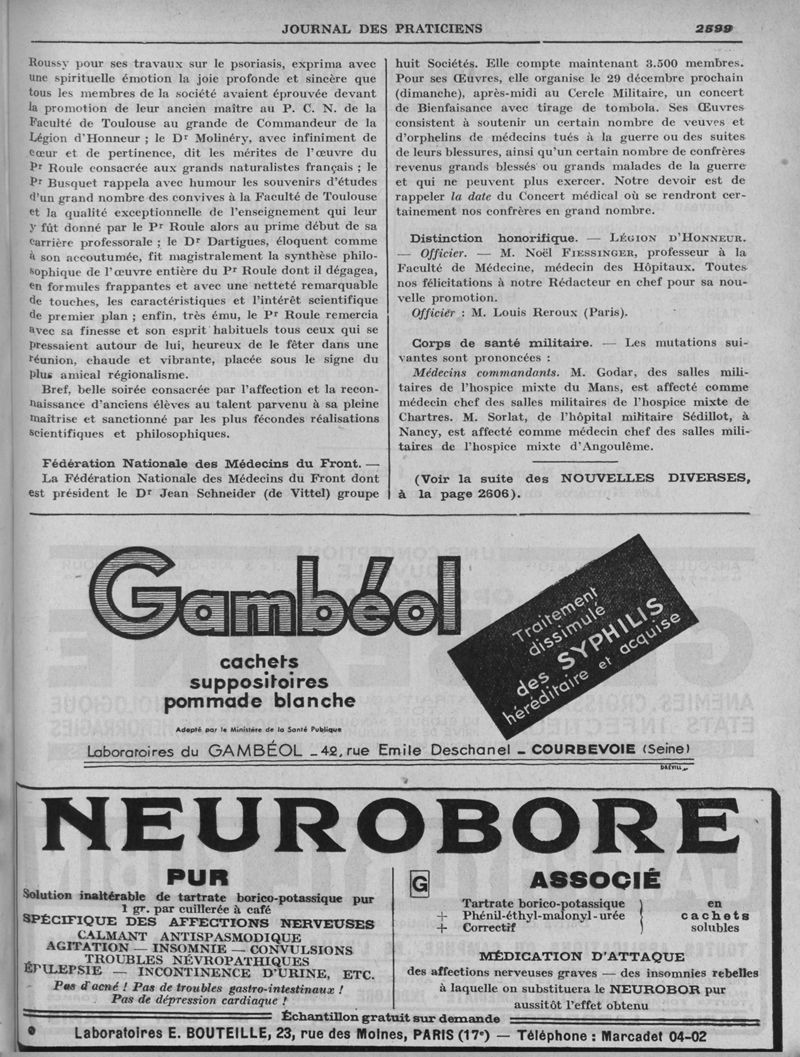 JOURNAL DES PRATICIENS 2599
Roussy pour ses travaux sur le psoriasis, exprima avec
une spirituelle émotion la joie profonde et sincère que
tous les membres de la société avaient éprouvée devant
la promotion de leur ancien maître au P. C. N. de la
Faculté de Toulouse au grade de Commandeur de la
Légion d'Honneur ; le Dr Molinéry, avec infiniment de
cœur et de pertinence, dit les mérites de l'œuvre du
Pr Roule consacrée aux grands naturalistes français ; le
Pr Busquet rappela avec humour les souvenirs d'études
d'un grand nombre des convives à la Faculté de Toulouse
et la qualité exceptionnelle de l'enseignement qui leur
y fût donné par le Pr Roule alors au prime début de sa
carrière professorale ; le Dr Dartigues, éloquent comme
à son accoutumée, fit magistralement la synthèse philo-
sophique de l'œuvre entière du Pr Roule dont il dégagea,
en formules frappantes et avec une netteté remarquable
de touches, les caractéristiques et l'intérêt scientifique
de premier plan ; enfin, très ému, le Pr Roule remercia
avec sa finesse et son esprit habituels tous ceux qui se
pressaient autour de lui, heureux de le fêter dans une
réunion, chaude et vibrante, placée sous le signe du
plus amical régionalisme.
Bref, belle soirée consacrée par l'affection et la recon-
naissance d'anciens élèves au talent parvenu à sa pleine
maîtrise et sanctionné par les plus fécondes réalisations
scientifiques et philosophiques.
Fédération Nationale des Médecins du Front. —
La Fédération Nationale des Médecins du Front dont
est président le Dr Jean Schneider (de Vittel) groupe
huit Sociétés. Elle compte maintenant 3.500 membres.
Pour ses Œuvres, elle organise le 29 décembre prochain
(dimanche), après-midi au Cercle Militaire, un concert
de Bienfaisance avec tirage de tombola. Ses Œuvres
consistent à soutenir un certain nombre de veuves et
d'orphelins de médecins tués à la guerre ou des suites
de leurs blessures, ainsi qu'un certain nombre de confrères
revenus grands blessés ou grands malades de la guerre
et qui ne peuvent plus exercer. Notre devoir est de
rappeler la date du Concert médical où se rendront cer-
tainement nos confrères en grand nombre.
Distinction honorifique. — LÉGION D'HONNEUR.
— Officier. — M. Noël FIESSINGER, professeur à la
Faculté de Médecine, médecin des Hôpitaux. Toutes
nos félicitations à notre Rédacteur en chef pour sa nou-
velle promotion.
Officier : M. Louis Reroux (Paris).
Corps de santé militaire. — Les mutations sui-
vantes sont prononcées :
Médecins commandants. M. Godar, des salles mili-
taires de l'hospice mixte du Mans, est affecté comme
médecin chef des salles militaires de l'hospice mixte de
Chartres. M. Sorlat, de l'hôpital militaire Sédillot, à
Nancy, est affecté comme médecin chef des salles mili-
taires de l'hospice mixte d'Angoulême.
(Voir la suite des NOUVELLES DIVERSES,
à la page 2606).
Gambéol
cachets
suppositoires
pommade blanche
Traitement
dissimulé
des SYPHILIS
héréditaire et acquise
Adopté par le Ministère de la Santé Publique
Laboratoires du GAMBÉOL - 42, rue Emile Deschanel - COURBEVOIE (Seine)
NEUROBORE
PUR
Solution inaltérable de tartrate borico-potassique pur
1 gr. par cuillerée à café
SPÉCIFIQUE DES AFFECTIONS NERVEUSES
CALMANT ANTISPASMODIQUE
AGITATION — INSOMNIE — CONVULSIONS
TROUBLES NÉVROPATHIQUES
ÉPILEPSIE — INCONTINENCE D'URINE, ETC.
Pas d'acné ! Pas de troubles gastro-intestinaux !
Pas de dépression cardiaque !
G ASSOCIÉ
Tartrate borico-potassique ) en
+ Phénil-éthyl-malonyl-urée cachets
+ Correctif ) solubles
MÉDICATION D'ATTAQUE
des affections nerveuses graves — des insomnies rebelles
à laquelle on substituera le NEUROBOR pur
aussitôt l'effet obtenu
Échantillon gratuit sur demande
Laboratoires E. BOUTEILLE, 23, rue des Moines, PARIS (17e) — Téléphone : Marcadet 04-02